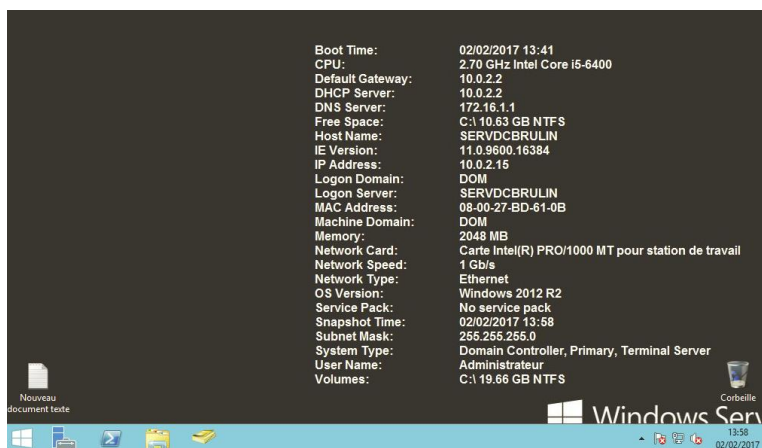 Boot Time: 02/02/2017 13:41
CPU: 2.70 GHz Intel Core i5-6400
Default Gateway: 10.0.2.2
DHCP Server: 10.0.2.2
DNS Server: 172.16.1.1
Free Space: C:\ 10.63 GB NTFS
Host Name: SERVDCBRULIN
IE Version: 11.0.9600.16384
IP Address: 10.0.2.15
Logon Domain: DOM
Logon Server: SERVDCBRULIN
MAC Address: 08-00-27-BD-61-0B
Machine Domain: DOM
Memory: 2048 MB
Network Card: Carte Intel(R) PRO/1000 MT pour station de travail
Network Speed: 1 Gb/s
Network Type: Ethernet
OS Version: Windows 2012 R2
Service Pack: No service pack
Snapshot Time: 02/02/2017 13:58
Subnet Mask: 255.255.255.0
System Type: Domain Controller, Primary, Terminal Server
User Name: Administrateur
Volumes: C:\ 19.66 GB NTFS
Nouveau
document texte
Corbeille
Windows Serv
13:58
02/02/2017